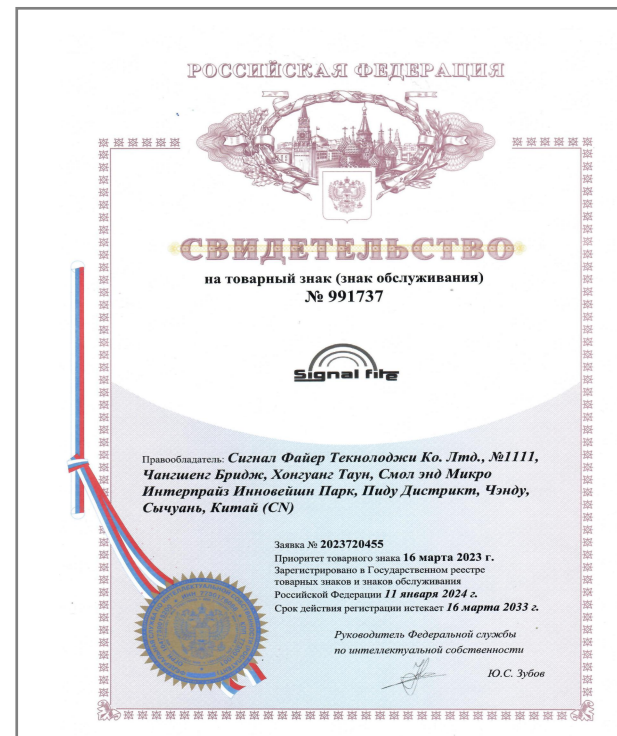 РОССИЙСКАЯ ФЕДЕРАЦИЯ
СВИДЕТЕЛЬСТВО
на товарный знак (знак обслуживания)
№ 991737
Signal fire
Правообладатель: Сигнал Файер Текнолоджи Ко. Лтд., №1111,
Чангшенг Бридж, Хонгуанг Таун, Смол энд Микро
Интерпрайз Инновейшн Парк, Пиду Дистрикт, Чэнду,
Сычуань, Китай (CN)
Заявка № 2023720455
Приоритет товарного знака 16 марта 2023 г.
Зарегистрировано в Государственном реестре
товарных знаков и знаков обслуживания
Российской Федерации 11 января 2024 г.
Срок действия регистрации истекает 16 марта 2033 г.
Руководитель Федеральной службы
по интеллектуальной собственности
Ю.С. Зубов